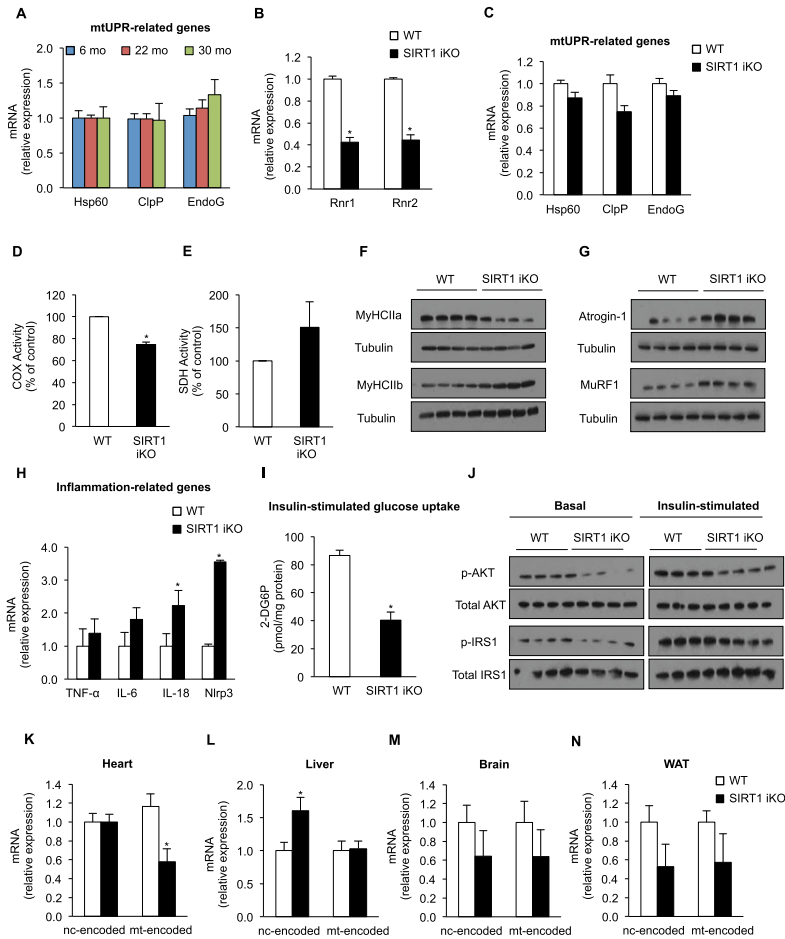 A
mtUPR-related genes
6 mo 22 mo 30 mo
mRNA
(relative expression)
2.0
1.5
1.0
0.5
0.0
Hsp60 ClpP EndoG
B
WT
SIRT1 iKO
mRNA
(relative expression)
1.4
1.2
1.0
0.8
0.6
0.4
0.2
0.0
* *
Rnr1 Rnr2
C
mtUPR-related genes
WT
SIRT1 iKO
mRNA
(relative expression)
1.2
1.0
0.8
0.6
0.4
0.2
0.0
Hsp60 ClpP EndoG
D
COX Activity
(% of control)
120
100
80
60
40
20
0
*
WT SIRT1
iKO
E
SDH Activity
(% of control)
200
150
100
50
0
WT SIRT1
iKO
F
WT SIRT1 iKO
MyHCIIa
Tubulin
MyHCIIb
Tubulin
G
WT SIRT1 iKO
Atrogin-1
Tubulin
MuRF1
Tubulin
H
Inflammation-related genes
WT
SIRT1 iKO
mRNA
(relative expression)
4.0
3.0
2.0
1.0
0.0
* *
TNF-α IL-6 IL-18 Nlrp3
I
Insulin-stimulated glucose uptake
2-DG6P
(pmol/mg protein)
100
80
60
40
20
0
*
WT SIRT1 iKO
J
Basal Insulin-stimulated
WT SIRT1 iKO WT SIRT1 iKO
p-AKT
Total AKT
p-IRS1
Total IRS1
K
Heart
mRNA
(relative expression)
1.4
1.2
1.0
0.8
0.6
0.4
0.2
0.0
*
nc-encoded mt-encoded
L
Liver
mRNA
(relative expression)
2.0
1.5
1.0
0.5
0.0
*
nc-encoded mt-encoded
M
Brain
mRNA
(relative expression)
1.4
1.2
1.0
0.8
0.6
0.4
0.2
0.0
nc-encoded mt-encoded
N
WAT
WT
SIRT1 iKO
mRNA
(relative expression)
1.4
1.2
1.0
0.8
0.6
0.4
0.2
0.0
nc-encoded mt-encoded